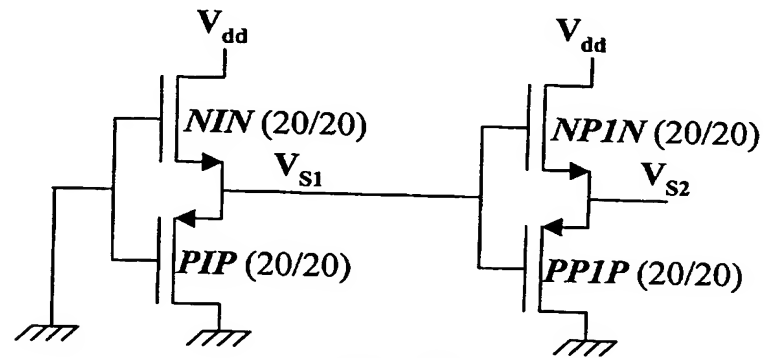 V_dd
V_dd
NIN (20/20)
NP1N (20/20)
V_S1
V_S2
PIP (20/20)
PP1P (20/20)